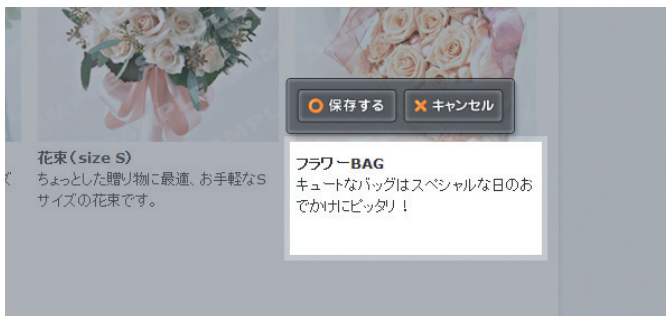 保存する
キャンセル
花束(size S)
ちょっとした贈り物に最適、お手軽なS
サイズの花束です。
フラワーBAG
キュートなバッグはスペシャルな日のお
でかけにピッタリ！